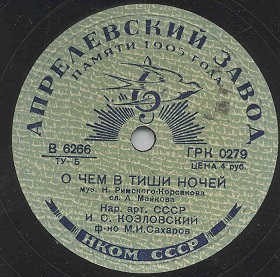 АПРЕЛЕВСКИЙ ЗАВОД
ПАМЯТИ 1905 ГОДА
В 6266
ТУ-Б
ГРК 0279
ЦЕНА 4 руб.
О ЧЕМ В ТИШИ НОЧЕЙ
муз. Н. Римского-Корсакова
сл. А. Майкова
Нар. арт. СССР
И. С. КОЗЛОВСКИЙ
ф-но М.И.Сахаров
НКОМ СССР